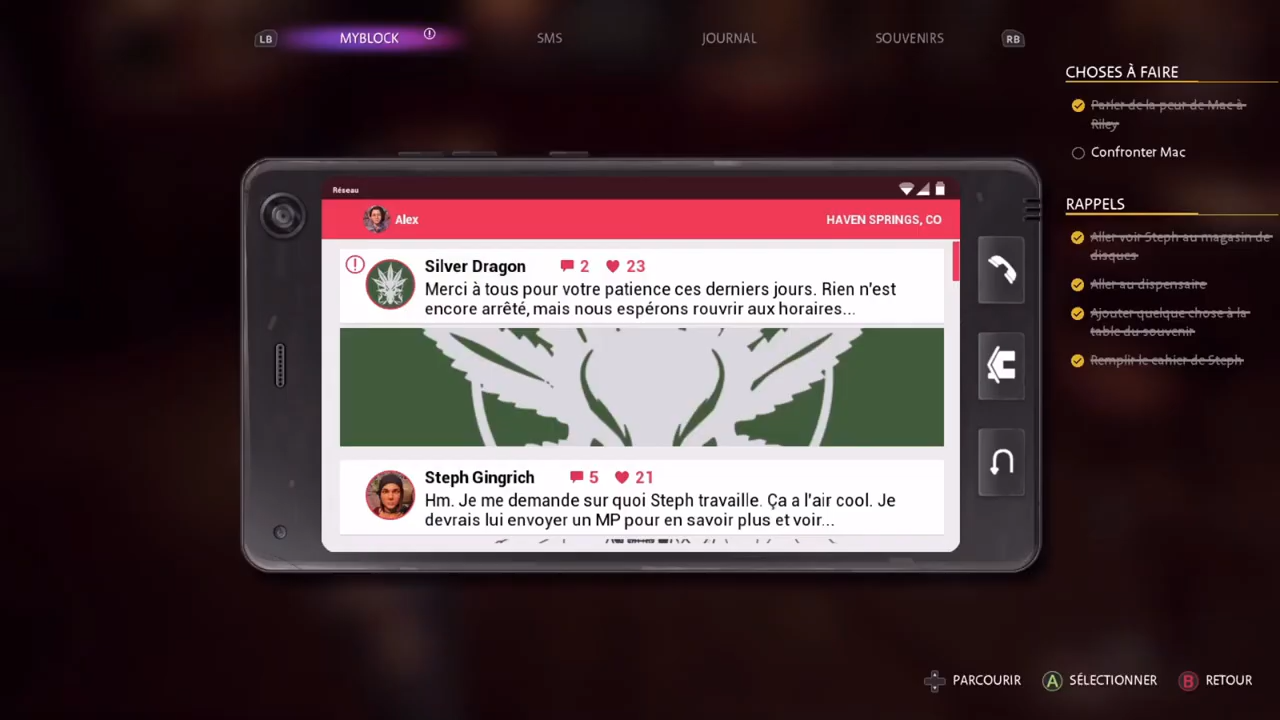 LB
MYBLOCK
SMS
JOURNAL
SOUVENIRS
RB
CHOSES À FAIRE
Parler de la peur de Mac à
Riley
Confronter Mac
RAPPELS
Aller voir Steph au magasin de
disques
Aller au dispensaire
Ajouter quelque chose à la
table du souvenir
Remplir le cahier de Steph
Réseau
Alex
HAVEN SPRINGS, CO
Silver Dragon 2 23
Merci à tous pour votre patience ces derniers jours. Rien n'est
encore arrêté, mais nous espérons rouvrir aux horaires...
Steph Gingrich 5 21
Hm. Je me demande sur quoi Steph travaille. Ça a l'air cool. Je
devrais lui envoyer un MP pour en savoir plus et voir...
PARCOURIR
A SÉLECTIONNER
B RETOUR